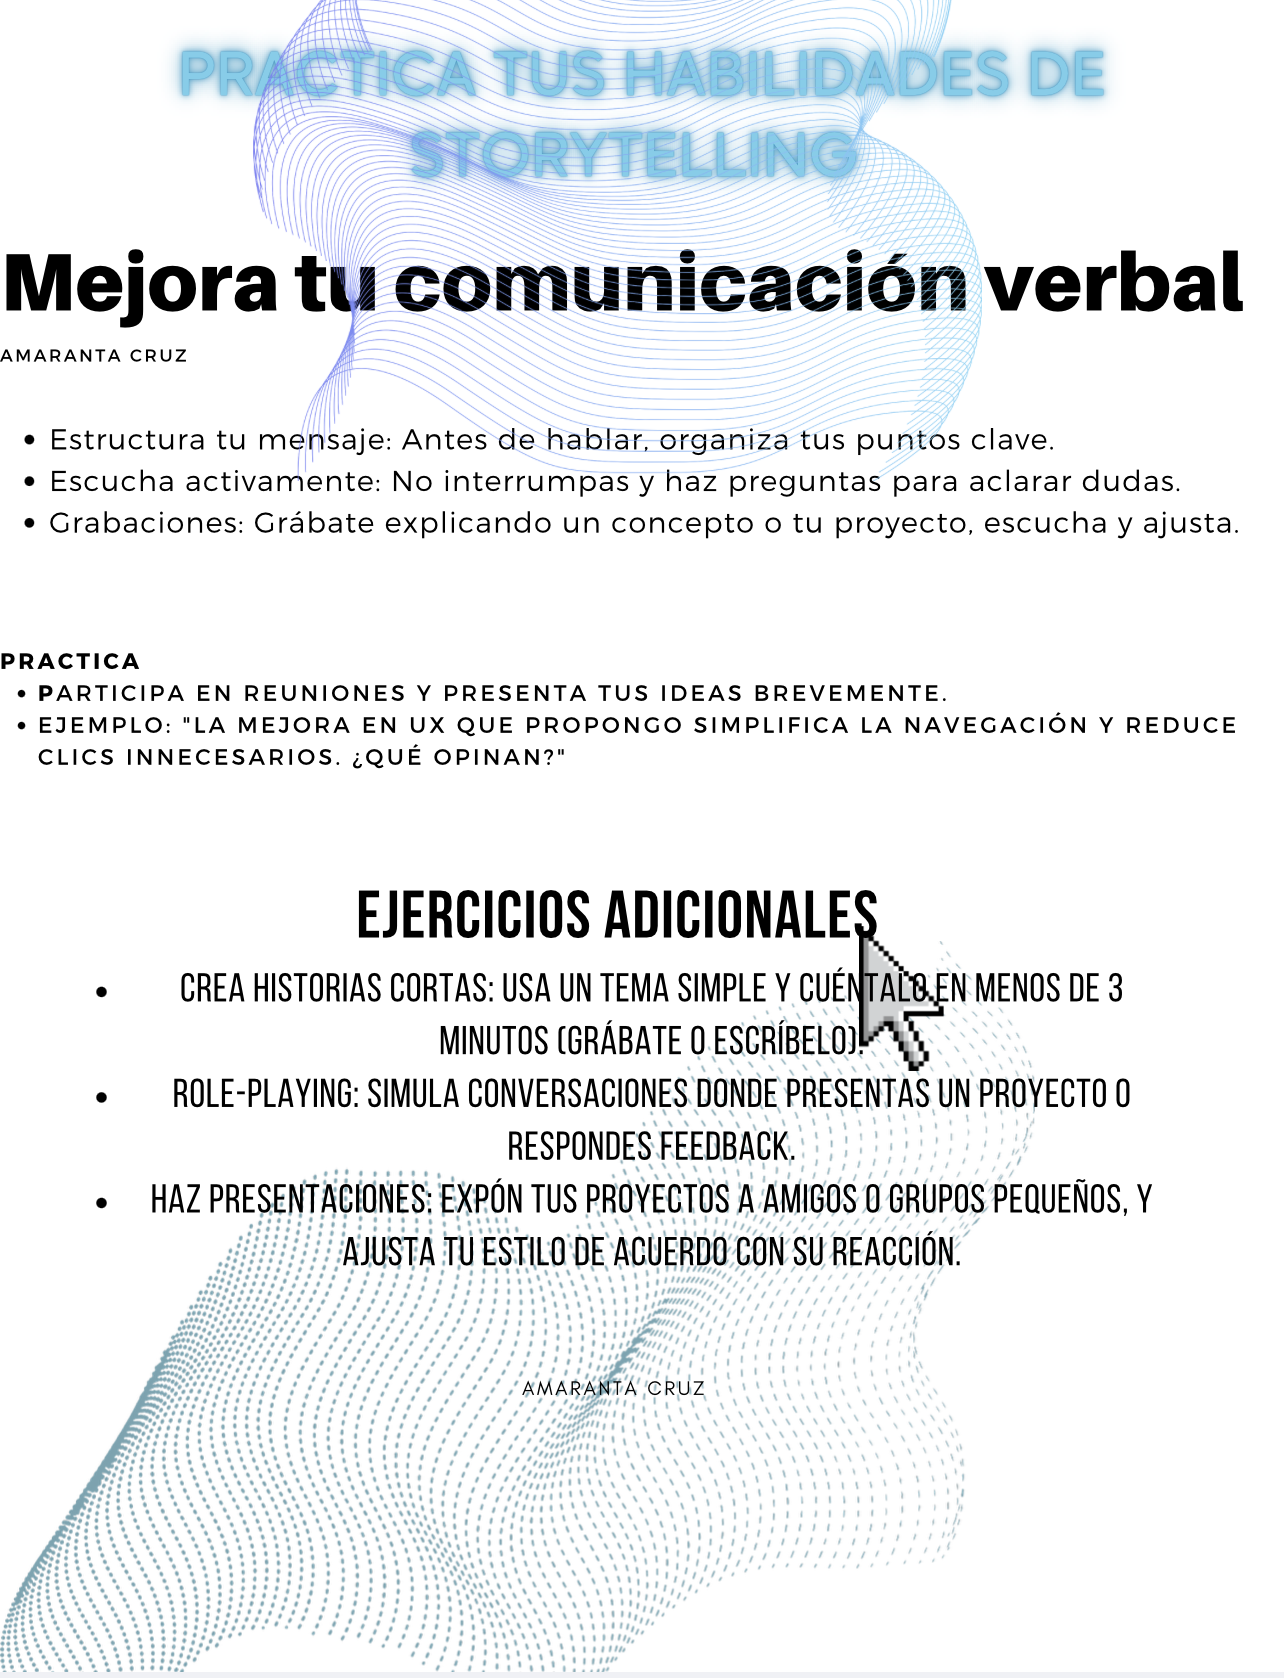 PRACTICA TUS HABILIDADES DE
STORYTELLING
Mejora tu comunicación verbal
AMARANTA CRUZ
• Estructura tu mensaje: Antes de hablar, organiza tus puntos clave.
• Escucha activamente: No interrumpas y haz preguntas para aclarar dudas.
• Grabaciones: Grábate explicando un concepto o tu proyecto, escucha y ajusta.
PRACTICA
• PARTICIPA EN REUNIONES Y PRESENTA TUS IDEAS BREVEMENTE.
• EJEMPLO: "LA MEJORA EN UX QUE PROPONGO SIMPLIFICA LA NAVEGACIÓN Y REDUCE
CLICS INNECESARIOS. ¿QUÉ OPINAN?"
EJERCICIOS ADICIONALES
• CREA HISTORIAS CORTAS: USA UN TEMA SIMPLE Y CUÉNTALO EN MENOS DE 3
MINUTOS (GRÁBATE O ESCRÍBELO).
• ROLE-PLAYING: SIMULA CONVERSACIONES DONDE PRESENTAS UN PROYECTO O
RESPONDES FEEDBACK.
• HAZ PRESENTACIONES: EXPÓN TUS PROYECTOS A AMIGOS O GRUPOS PEQUEÑOS, Y
AJUSTA TU ESTILO DE ACUERDO CON SU REACCIÓN.
AMARANTA CRUZ